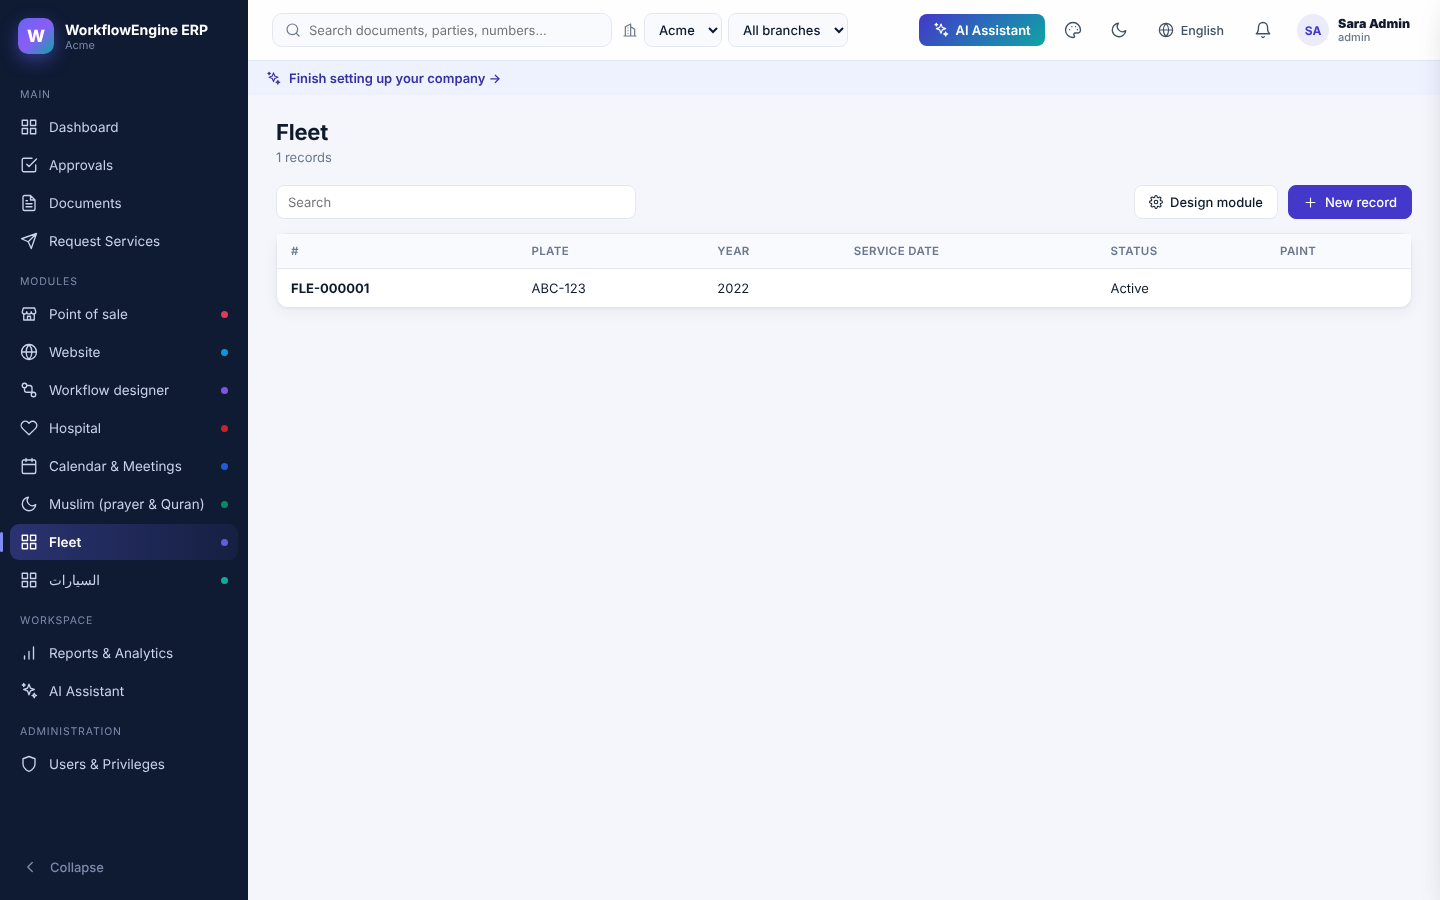 W
WorkflowEngine ERP
Acme
MAIN
Dashboard
Approvals
Documents
Request Services
MODULES
Point of sale
Website
Workflow designer
Hospital
Calendar & Meetings
Muslim (prayer & Quran)
Fleet
السيارات
WORKSPACE
Reports & Analytics
AI Assistant
ADMINISTRATION
Users & Privileges
Collapse
Search documents, parties, numbers...
Acme
All branches
AI Assistant
English
SA
Sara Admin
admin
Finish setting up your company →
Fleet
1 records
Search
Design module
+ New record
# PLATE YEAR SERVICE DATE STATUS PAINT
FLE-000001 ABC-123 2022 Active